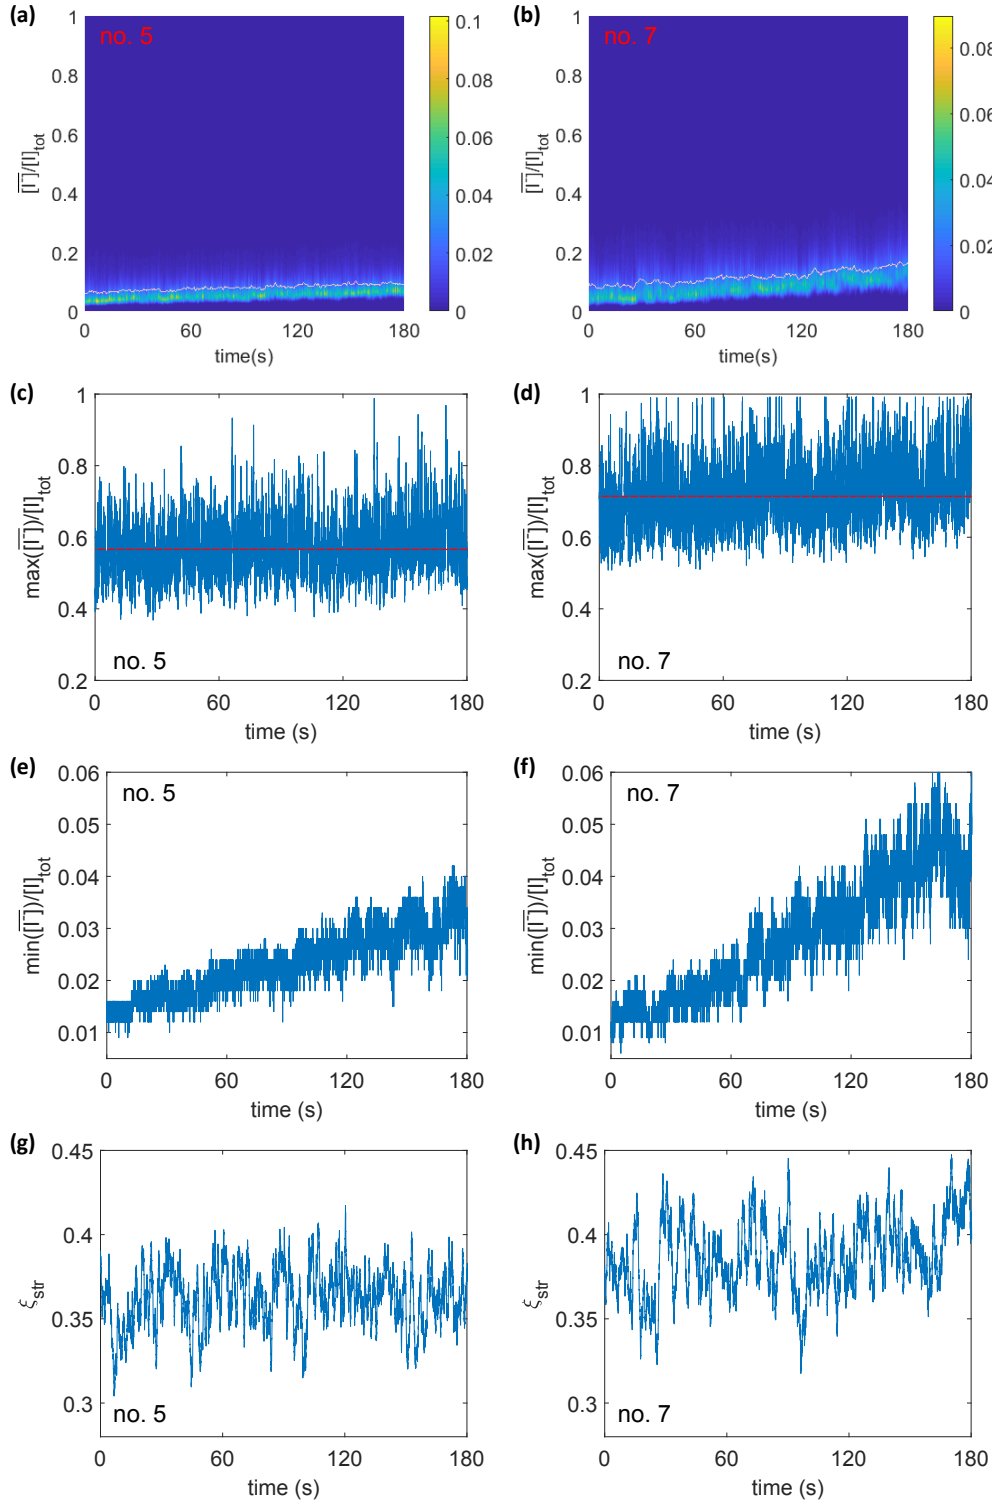 (a)
no. 5
[I⁻]/[I]tot
1
0.8
0.6
0.4
0.2
0
0 60 120 180
time(s)
0.1
0.08
0.06
0.04
0.02
0
(b)
no. 7
[I⁻]/[I]tot
1
0.8
0.6
0.4
0.2
0
0 60 120 180
time(s)
0.08
0.06
0.04
0.02
0
(c)
max([I⁻])/[I]tot
1
0.8
0.6
0.4
0.2
no. 5
0 60 120 180
time (s)
(d)
max([I⁻])/[I]tot
1
0.8
0.6
0.4
0.2
no. 7
0 60 120 180
time (s)
(e)
min([I⁻])/[I]tot
0.06
0.05
0.04
0.03
0.02
0.01
no. 5
0 60 120 180
time (s)
(f)
min([I⁻])/[I]tot
0.06
0.05
0.04
0.03
0.02
0.01
no. 7
0 60 120 180
time (s)
(g)
ξstr
0.45
0.4
0.35
0.3
no. 5
0 60 120 180
time (s)
(h)
ξstr
0.45
0.4
0.35
0.3
no. 7
0 60 120 180
time (s)